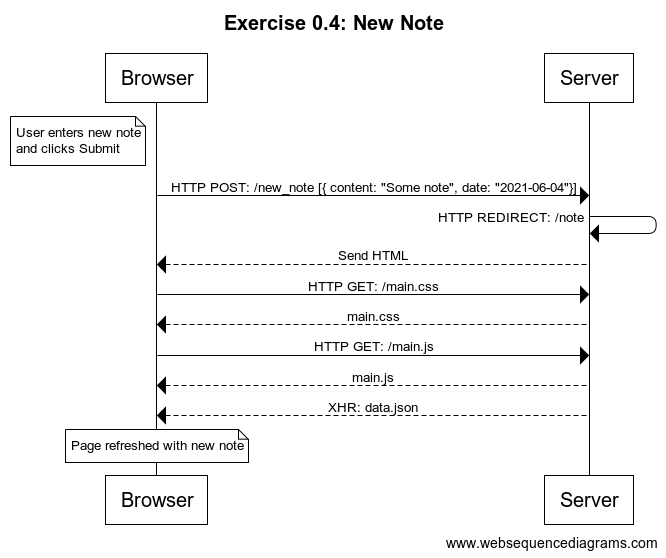 Exercise 0.4: New Note
Browser
Server
User enters new note
and clicks Submit
HTTP POST: /new_note [{ content: "Some note", date: "2021-06-04"}]
HTTP REDIRECT: /note
Send HTML
HTTP GET: /main.css
main.css
HTTP GET: /main.js
main.js
XHR: data.json
Page refreshed with new note
Browser
Server
www.websequencediagrams.com